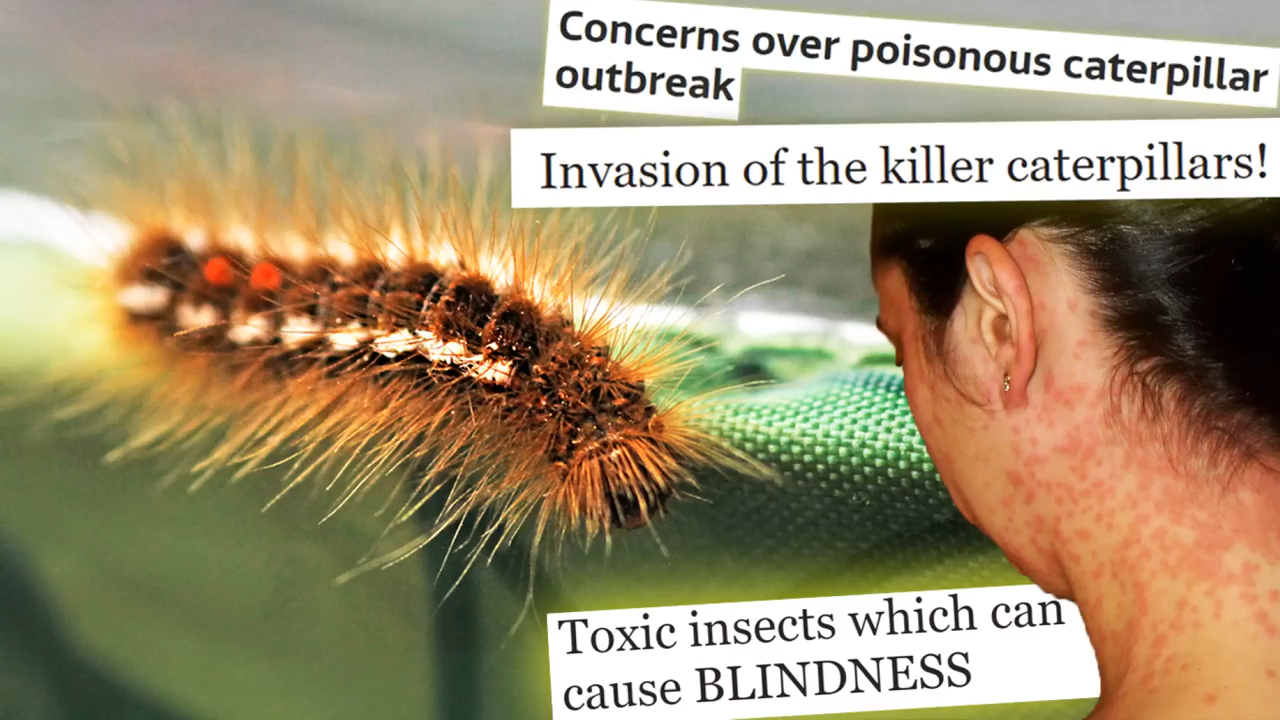 Concerns over poisonous caterpillar
outbreak
Invasion of the killer caterpillars!
Toxic insects which can
cause BLINDNESS